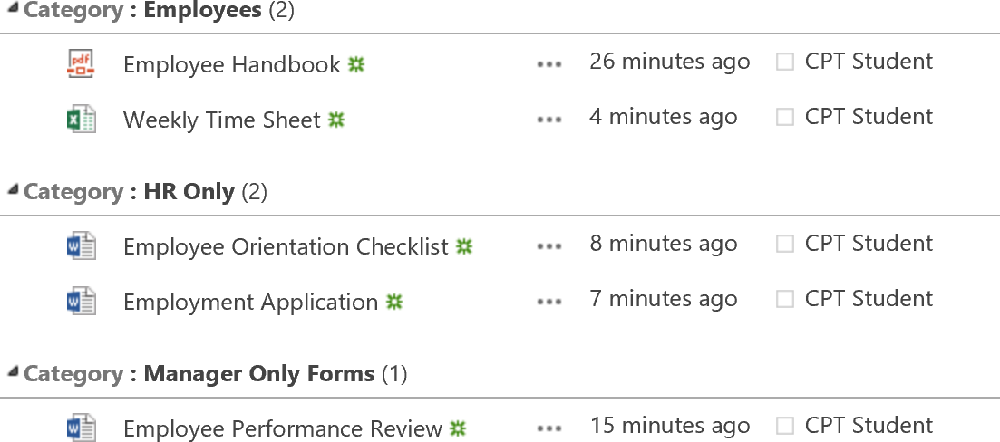 Category : Employees (2)
pdf Employee Handbook ... 26 minutes ago CPT Student
X Weekly Time Sheet ... 4 minutes ago CPT Student
Category : HR Only (2)
W Employee Orientation Checklist ... 8 minutes ago CPT Student
W Employment Application ... 7 minutes ago CPT Student
Category : Manager Only Forms (1)
W Employee Performance Review ... 15 minutes ago CPT Student